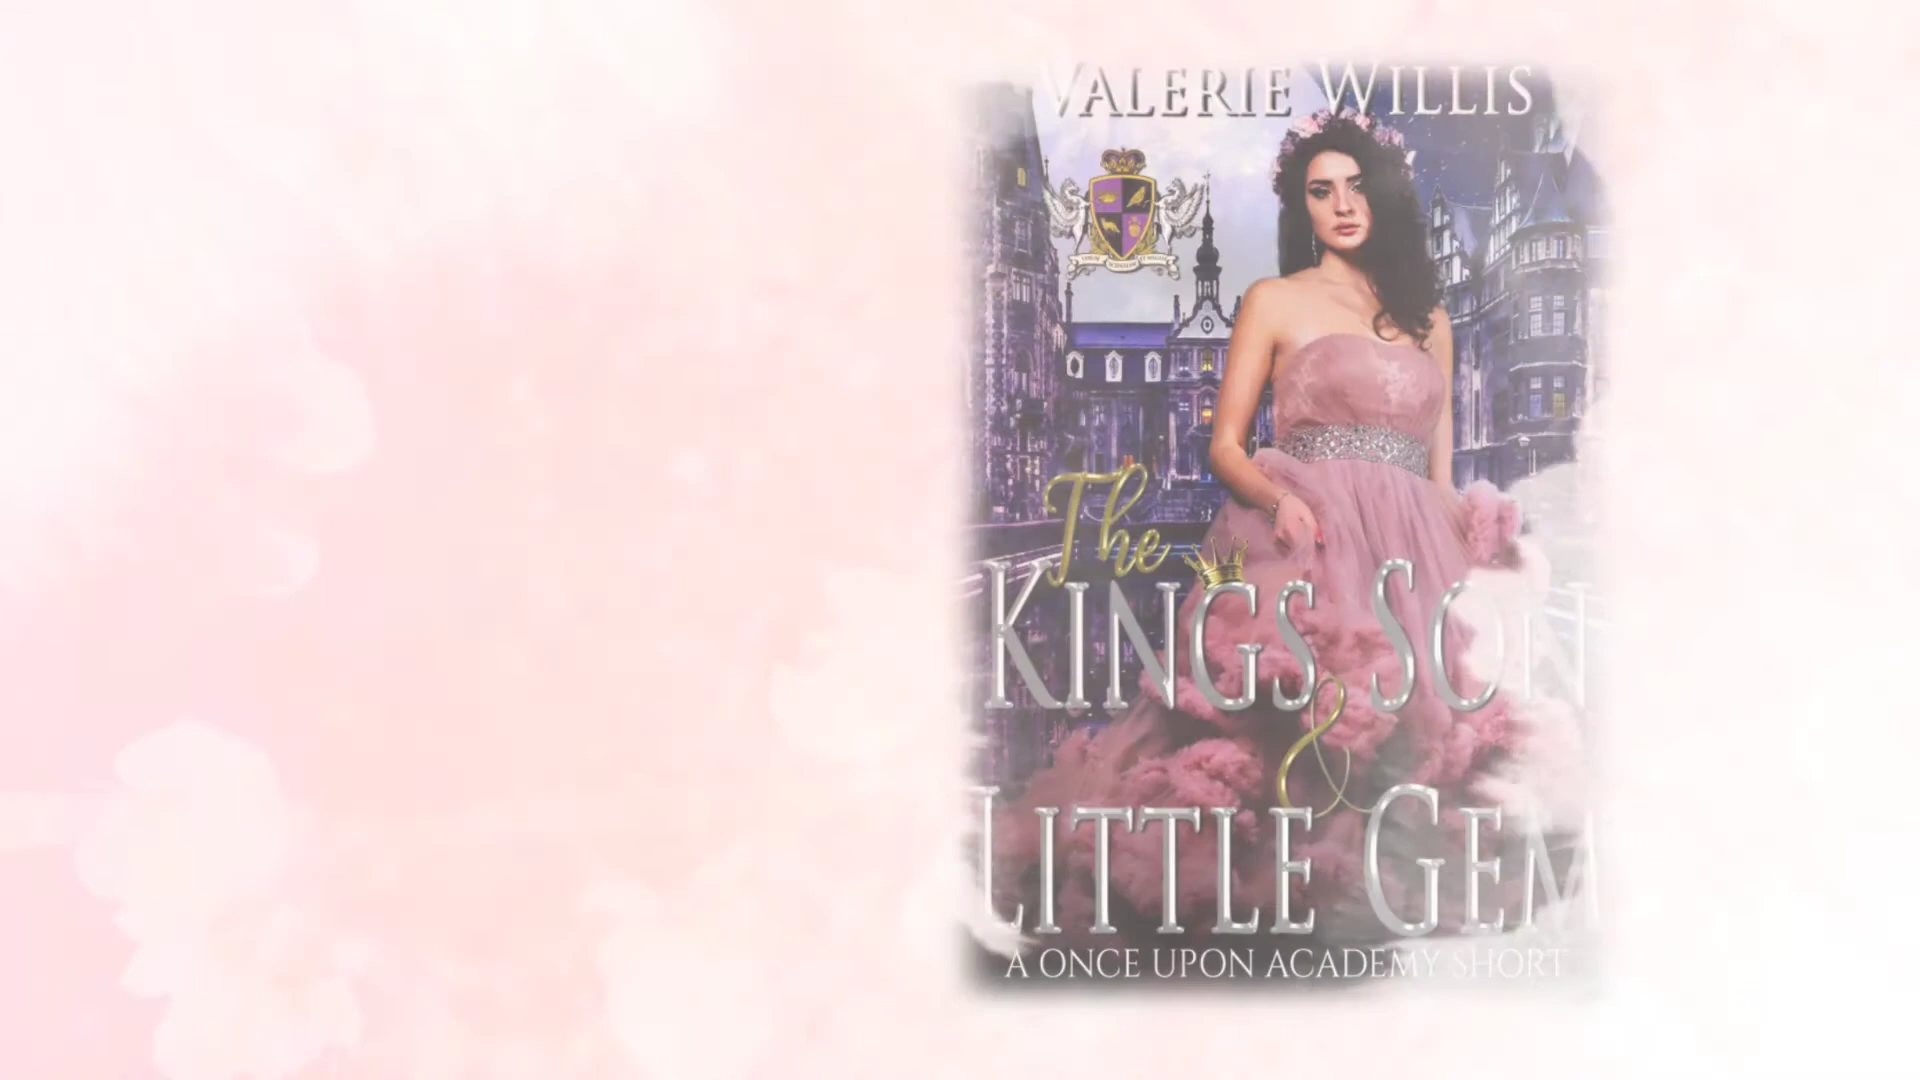 VALERIE WILLIS
The
KINGS SON
&
LITTLE GEM
A ONCE UPON ACADEMY SHORT